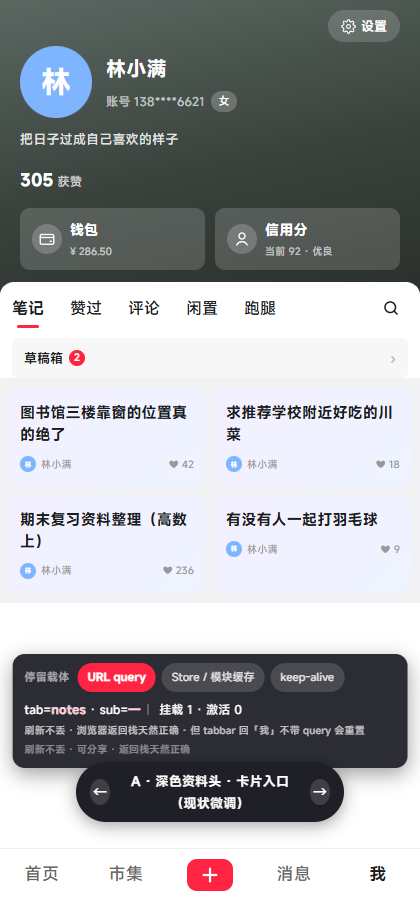 设置
林
林小满
账号 138****6621 女
把日子过成自己喜欢的样子
305 获赞
钱包
¥ 286.50
信用分
当前 92 · 优良
笔记 赞过 评论 闲置 跑腿
草稿箱 2
图书馆三楼靠窗的位置真
的绝了
林 林小满 42
求推荐学校附近好吃的川
菜
林 林小满 18
期末复习资料整理（高数
上）
林 林小满 236
有没有人一起打羽毛球
林 林小满 9
停留载体 URL query Store / 模块缓存 keep-alive
tab=notes · sub=— | 挂载 1 · 激活 0
刷新不丢 · 浏览器返回栈天然正确 · 但 tabbar 回「我」不带 query 会重置
刷新不丢 · 可分享 · 返回栈天然正确
← A · 深色资料头 · 卡片入口 →
（现状微调）
首页 市集 + 消息 我